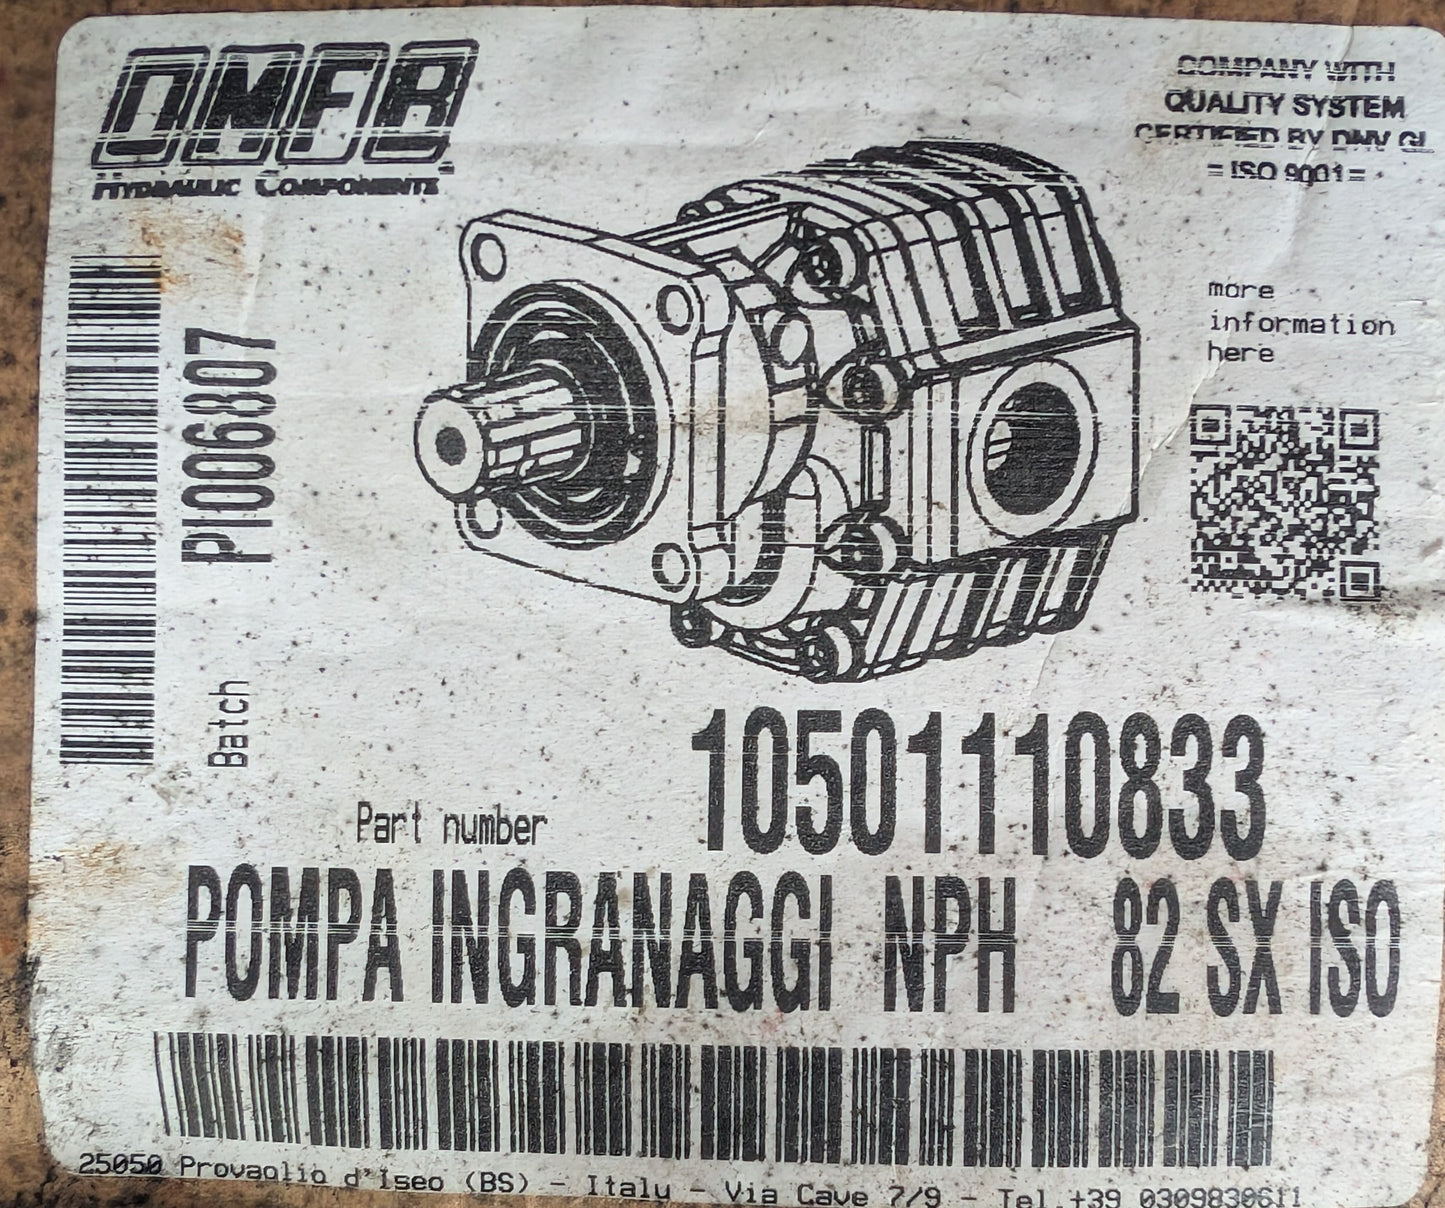 OMFB
HYDRAULIC COMPONENTS
COMPANY WITH
QUALITY SYSTEM
CERTIFIED BY DNV GL
= ISO 9001 =
more
information
here
Batch P1006807
Part number 10501110833
POMPA INGRANAGGI NPH 82 SX ISO
25050 Provaglio d'Iseo (BS) - Italy - Via Cave 7/9 - Tel.+39 0309830611